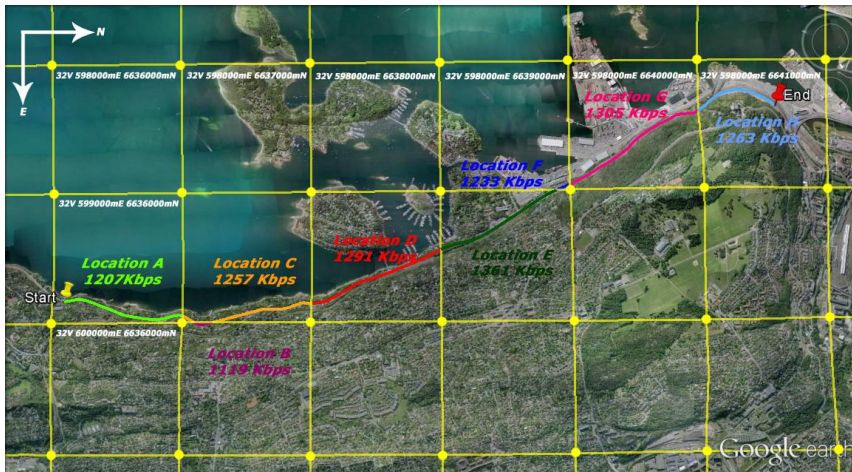 N
E
32V 598000mE 6636000mN
32V 598000mE 6637000mN
32V 598000mE 6638000mN
32V 598000mE 6639000mN
32V 598000mE 6640000mN
32V 598000mE 6641000mN
End
Location G
1305 Kbps
Location H
1263 Kbps
Location F
1233 Kbps
32V 599000mE 6636000mN
Location D
1291 Kbps
Location E
1361 Kbps
Location A
1207Kbps
Location C
1257 Kbps
Start
32V 600000mE 6636000mN
Location B
1119 Kbps
Google earth